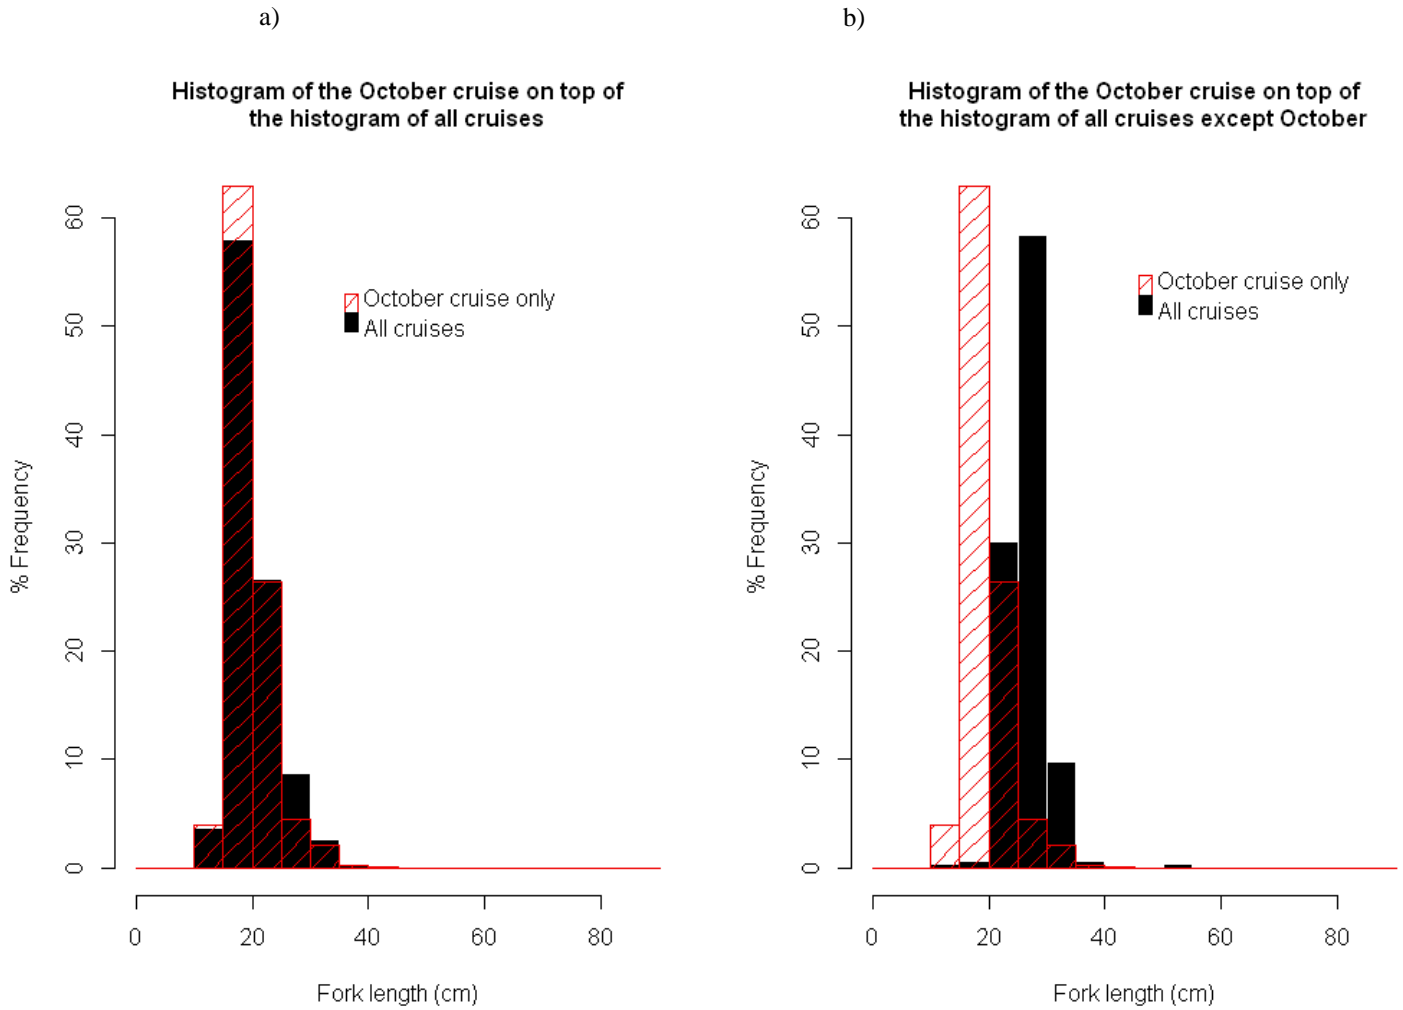 a)
Histogram of the October cruise on top of
the histogram of all cruises
60
50
40
30
20
10
0
% Frequency
October cruise only
All cruises
0 20 40 60 80
Fork length (cm)
b)
Histogram of the October cruise on top of
the histogram of all cruises except October
60
50
40
30
20
10
0
% Frequency
October cruise only
All cruises
0 20 40 60 80
Fork length (cm)